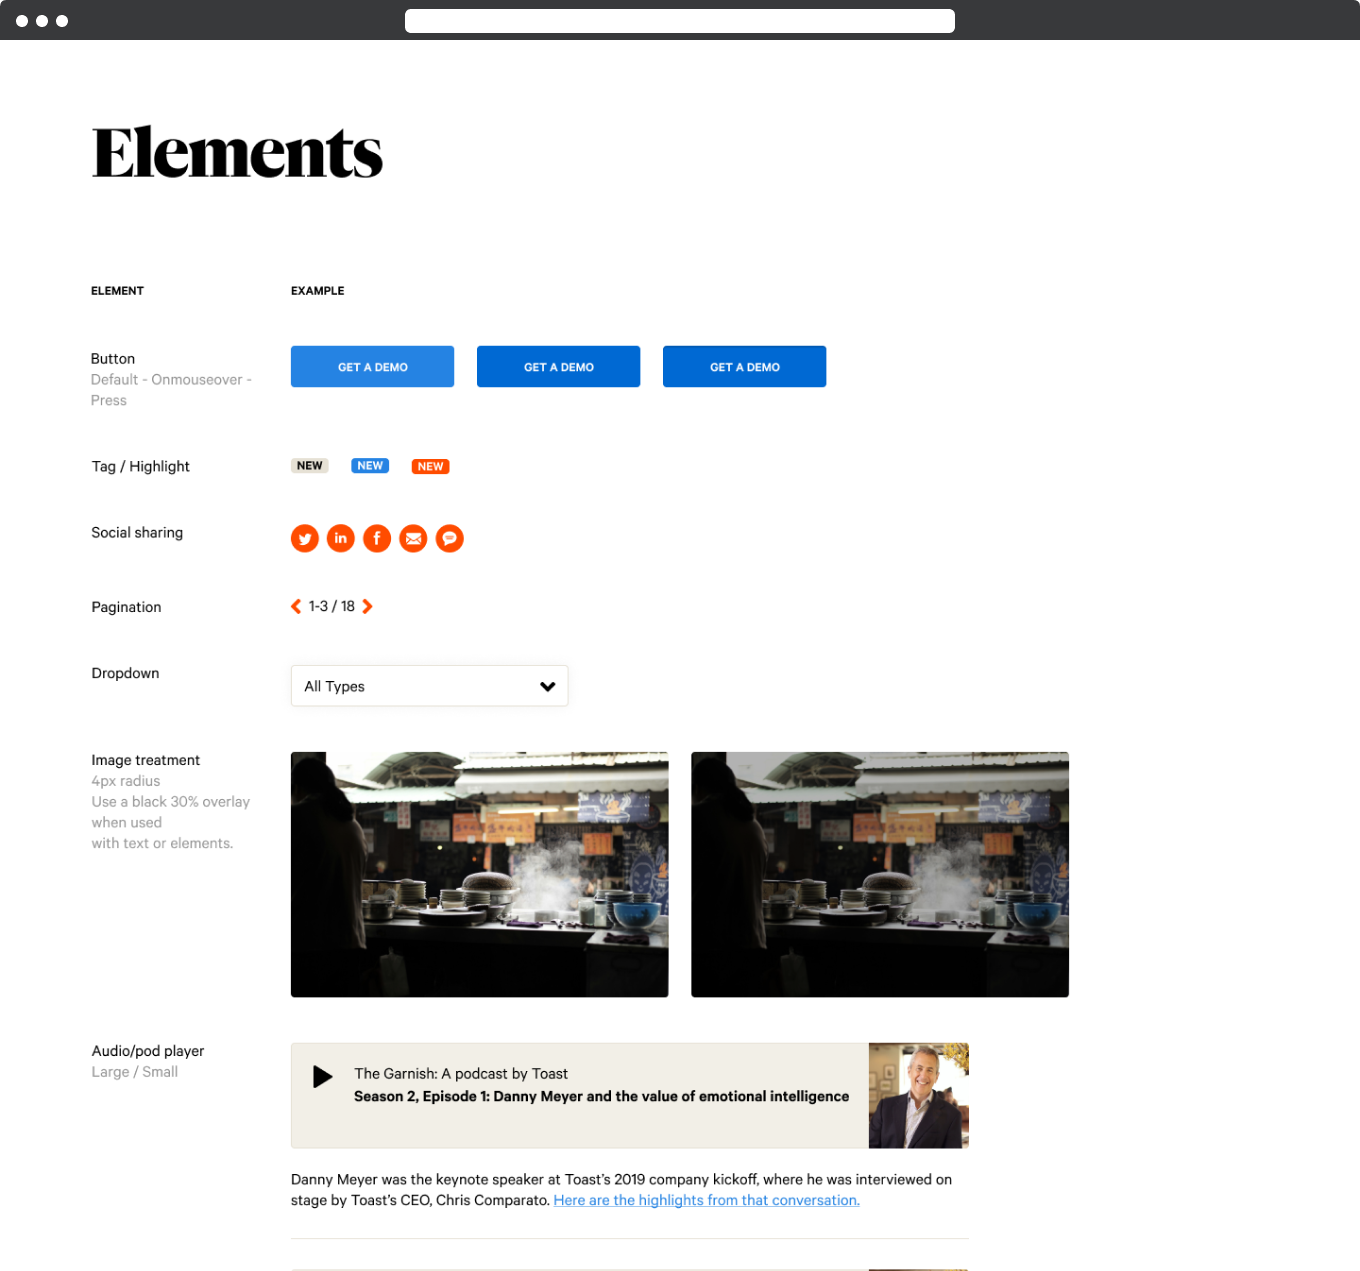 Elements
ELEMENT
EXAMPLE
Button
Default - Onmouseover -
Press
GET A DEMO
GET A DEMO
GET A DEMO
Tag / Highlight
NEW
NEW
NEW
Social sharing
in
f
Pagination
1-3 / 18
Dropdown
All Types
Image treatment
4px radius
Use a black 30% overlay
when used
with text or elements.
Audio/pod player
Large / Small
The Garnish: A podcast by Toast
Season 2, Episode 1: Danny Meyer and the value of emotional intelligence
Danny Meyer was the keynote speaker at Toast’s 2019 company kickoff, where he was interviewed on
stage by Toast’s CEO, Chris Comparato. Here are the highlights from that conversation.